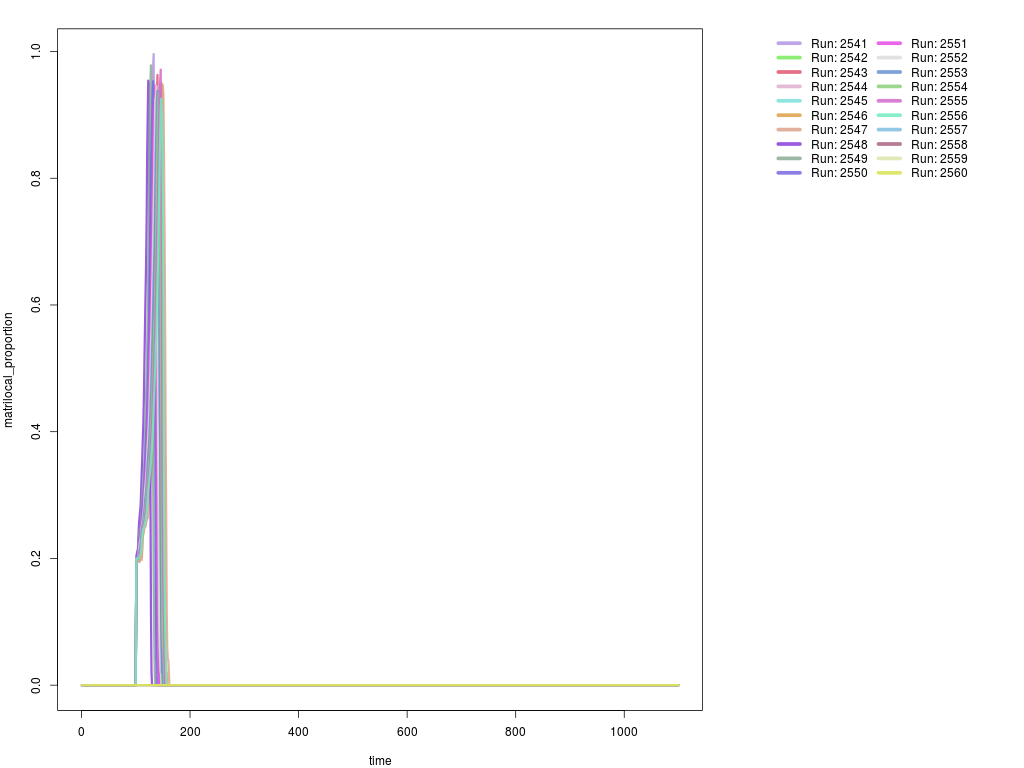 1.0
0.8
0.6
0.4
0.2
0.0
matrilocal_proportion
0 200 400 600 800 1000
time
Run: 2541 Run: 2551
Run: 2542 Run: 2552
Run: 2543 Run: 2553
Run: 2544 Run: 2554
Run: 2545 Run: 2555
Run: 2546 Run: 2556
Run: 2547 Run: 2557
Run: 2548 Run: 2558
Run: 2549 Run: 2559
Run: 2550 Run: 2560